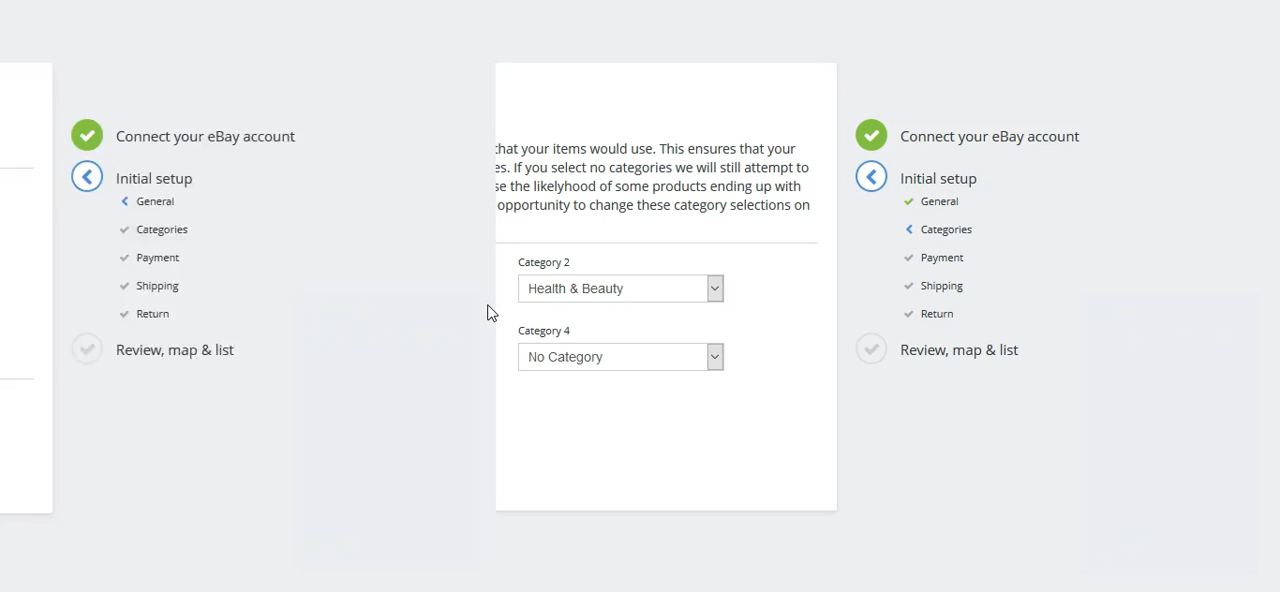 Connect your eBay account
Initial setup
General
Categories
Payment
Shipping
Return
Review, map & list
that your items would use. This ensures that your
es. If you select no categories we will still attempt to
se the likelyhood of some products ending up with
opportunity to change these category selections on
Category 2
Health & Beauty
Category 4
No Category
Connect your eBay account
Initial setup
General
Categories
Payment
Shipping
Return
Review, map & list